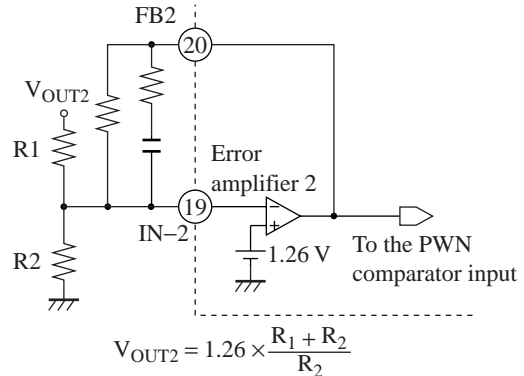 FB2
20
VOUT2
R1
Error
amplifier 2
19
−
+
IN−2
1.26 V
To the PWN
comparator input
R2
VOUT2 = 1.26 × R1 + R2
R2